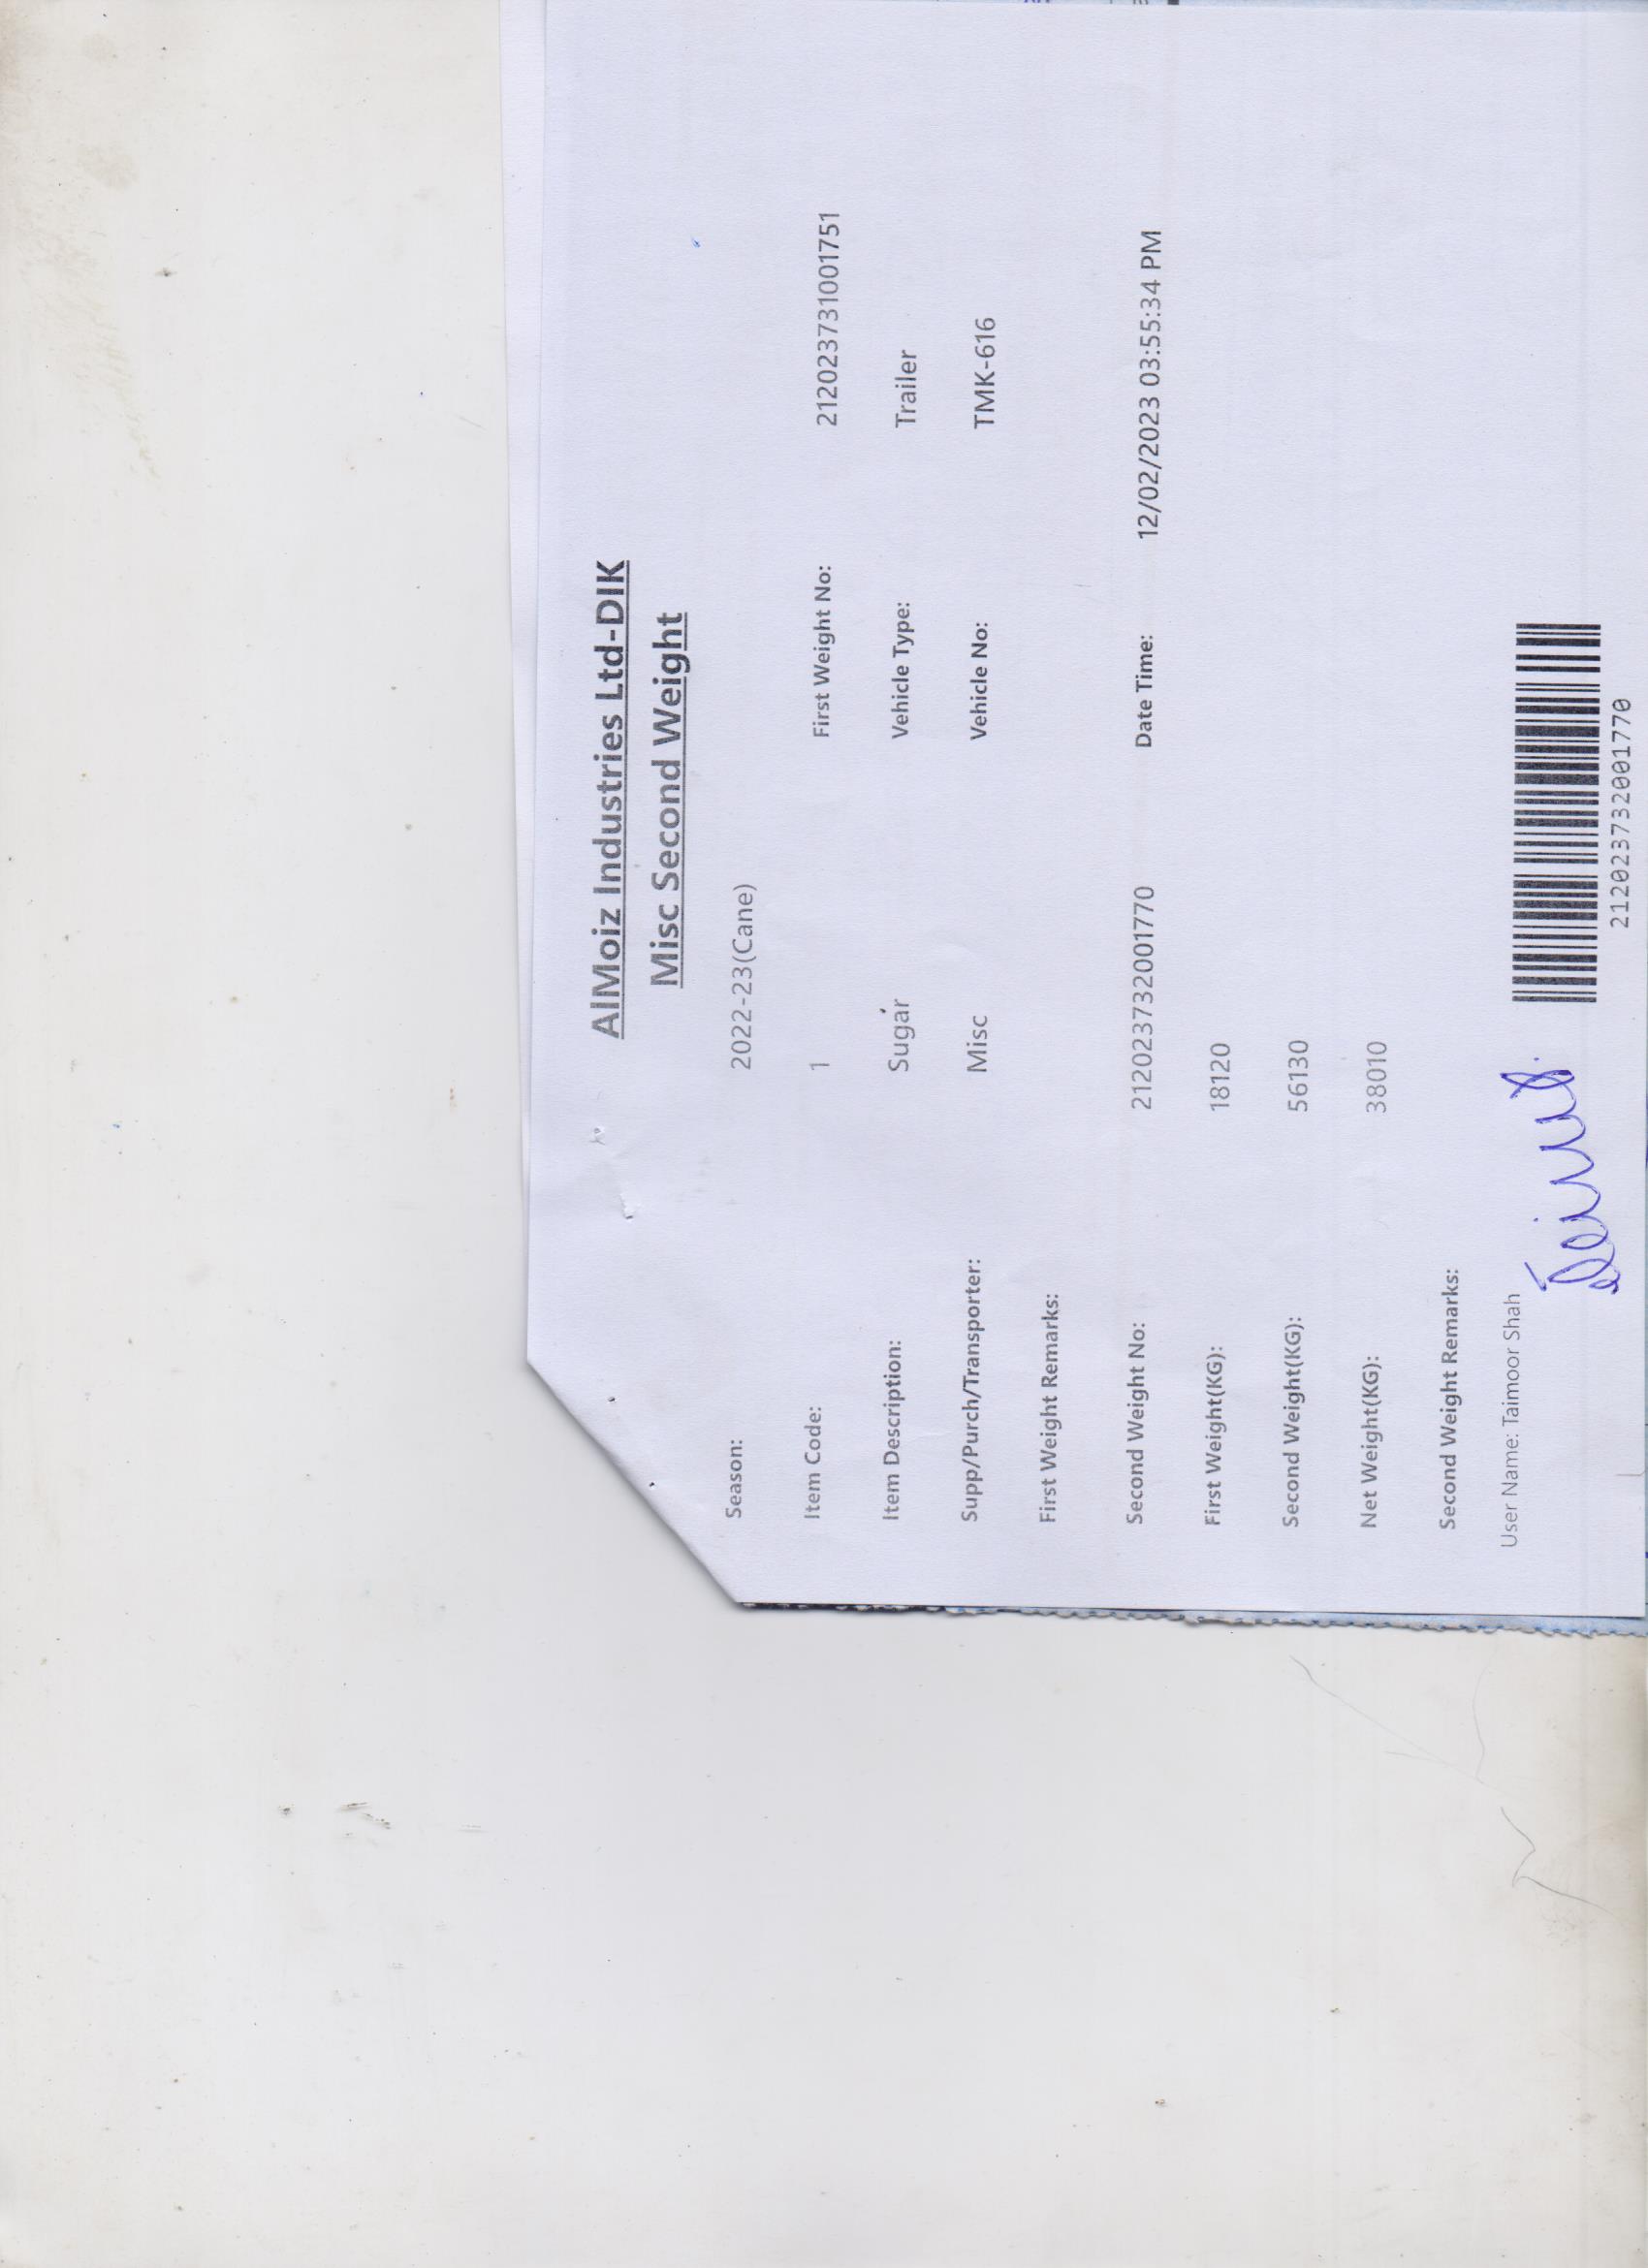 AlMoiz Industries Ltd-DIK
Misc Second Weight
Season: 2022-23(Cane)
Item Code: 1 First Weight No: 212023731001751
Item Description: Sugar Vehicle Type: Trailer
Supp/Purch/Transporter: Misc Vehicle No: TMK-616
First Weight Remarks:
Second Weight No: 212023732001770 Date Time: 12/02/2023 03:55:34 PM
First Weight(KG): 18120
Second Weight(KG): 56130
Net Weight(KG): 38010
Second Weight Remarks:
User Name: Taimoor Shah
212023732001770